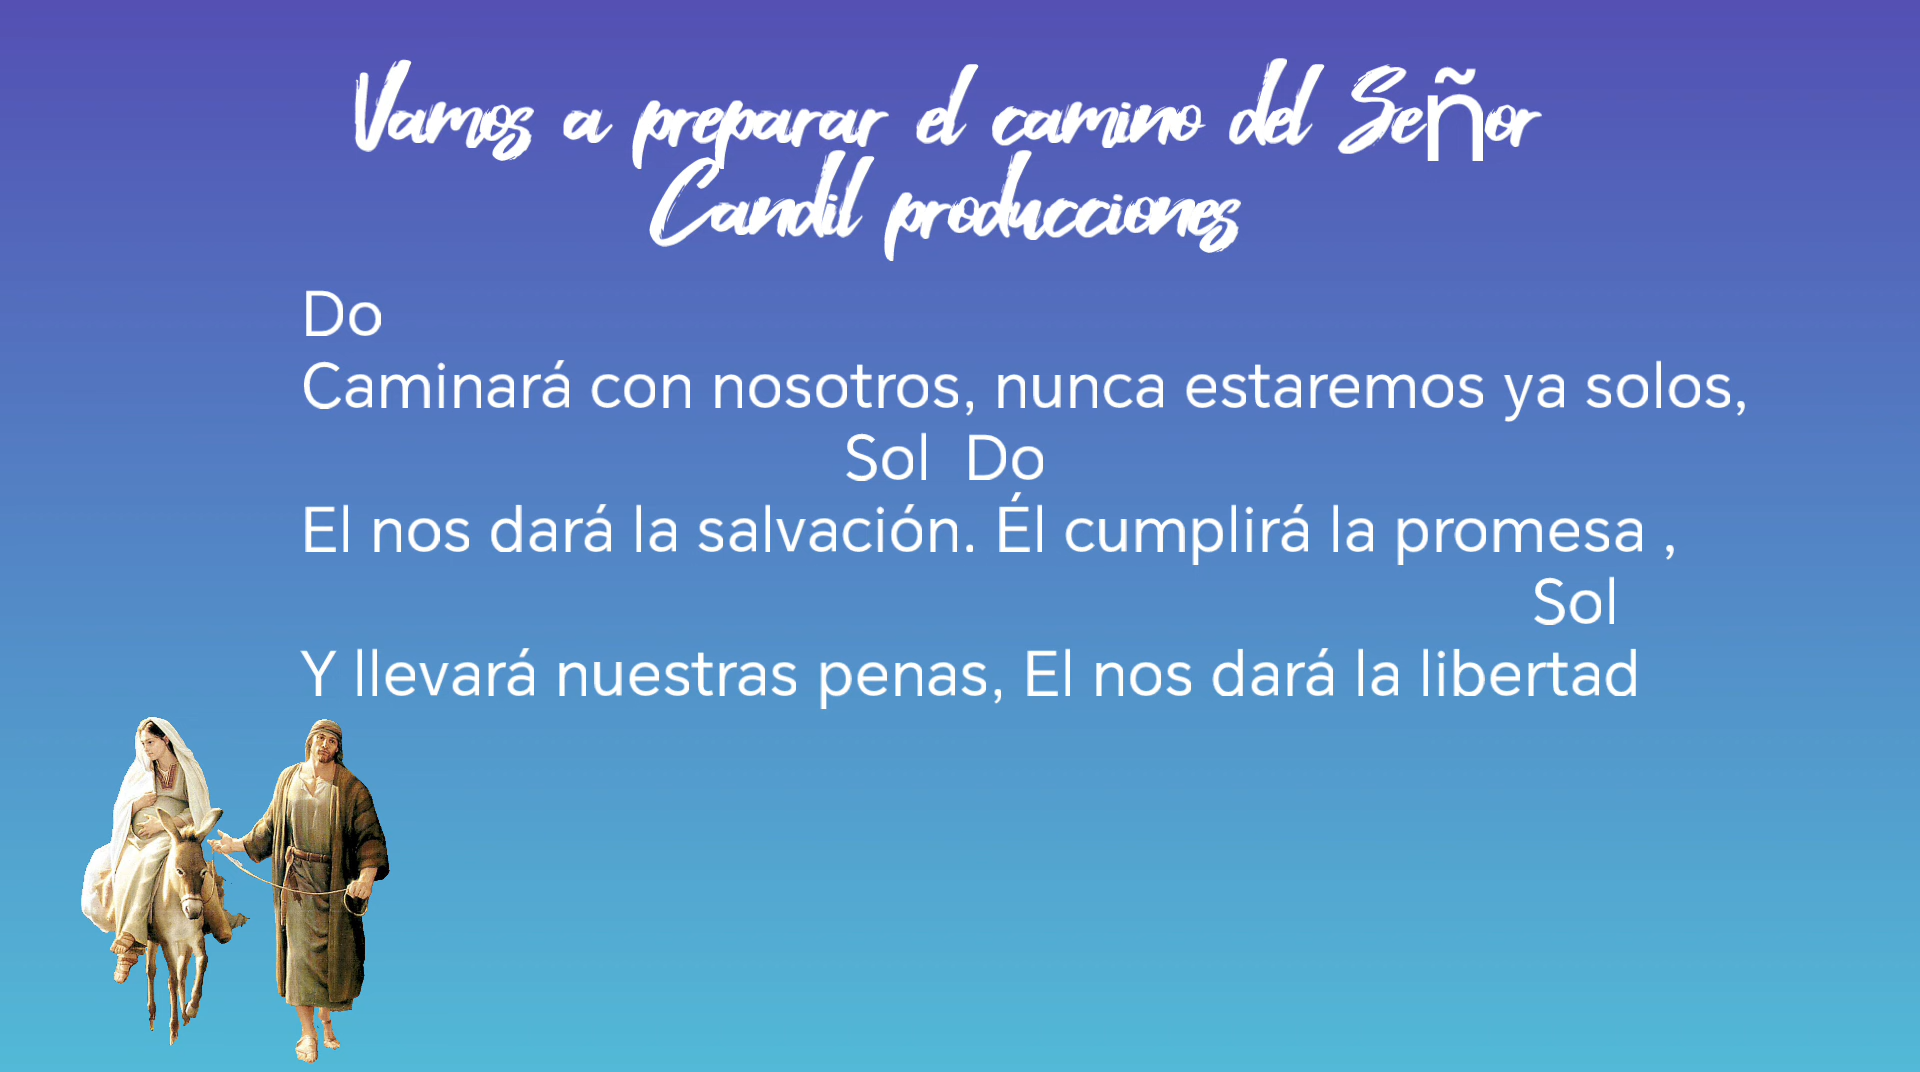 Vamos a preparar el camino del Señor
Candil producciones
Do
Caminará con nosotros, nunca estaremos ya solos,
Sol Do
El nos dará la salvación. Él cumplirá la promesa ,
Sol
Y llevará nuestras penas, El nos dará la libertad